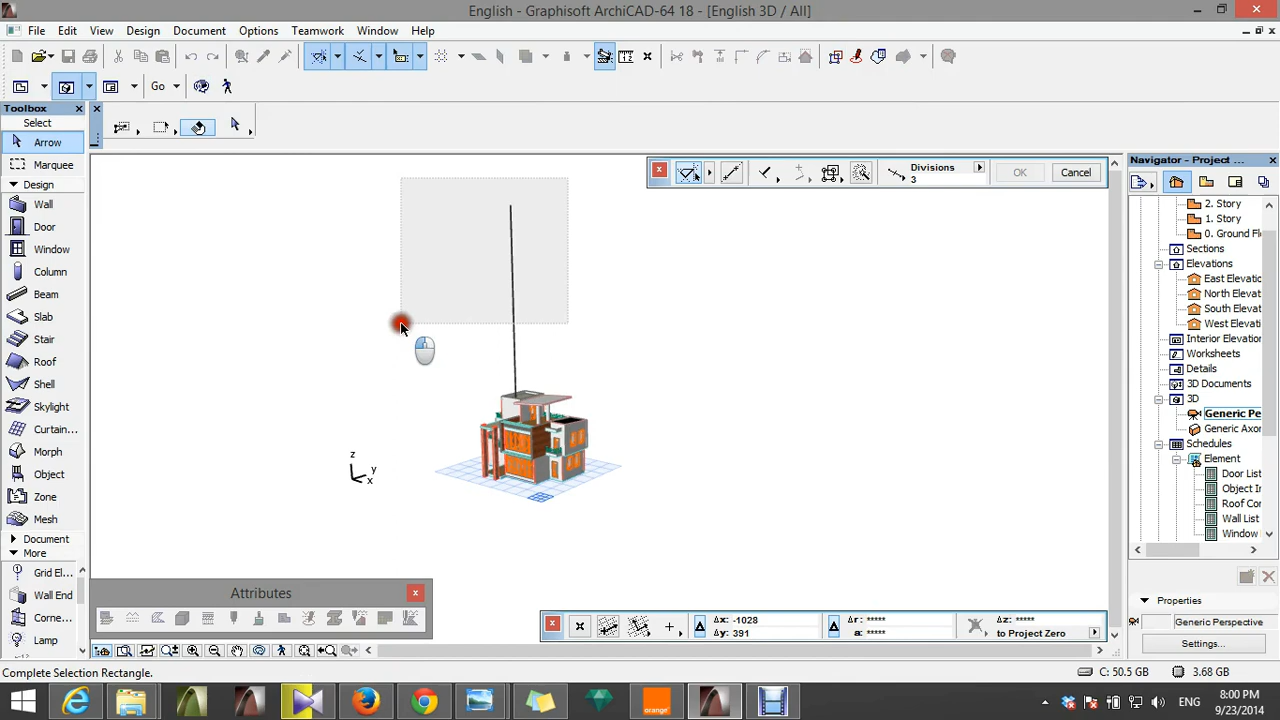 English - Graphisoft ArchiCAD-64 18 - [English 3D / All]
File Edit View Design Document Options Teamwork Window Help
Go
Toolbox
Select
Arrow
Marquee
Design
Wall
Door
Window
Column
Beam
Slab
Stair
Roof
Shell
Skylight
Curtain...
Morph
Object
Zone
Mesh
Document
More
Grid El...
Wall End
Corne...
Lamp
Divisions
3
OK
Cancel
z
y
x
Attributes
Δx: -1028
Δy: 391
Δr: *****
a: *****
Δz: *****
to Project Zero
Navigator - Project ...
2. Story
1. Story
0. Ground Fl
Sections
Elevations
East Elevatio
North Elevat
South Elevat
West Elevati
Interior Elevatio
Worksheets
Details
3D Documents
3D
Generic Pe
Generic Axor
Schedules
Element
Door List
Object In
Roof Cor
Wall List
Window
Properties
Generic Perspective
Settings...
Complete Selection Rectangle.
C: 50.5 GB
3.68 GB
orange
ENG
8:00 PM
9/23/2014